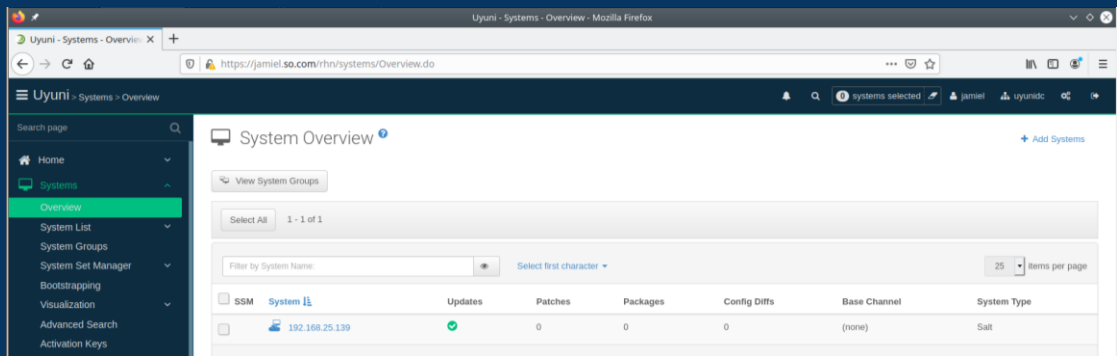 Uyuni - Systems - Overview - Mozilla Firefox
Uyuni - Systems - Overview
https://jamiel.so.com/rhn/systems/Overview.do
Uyuni > Systems > Overview
0 systems selected
jamiel
uyunidc
Search page
System Overview
+ Add Systems
Home
View System Groups
Systems
Overview
Select All
1 - 1 of 1
System List
System Groups
System Set Manager
Filter by System Name:
Select first character
25 items per page
Bootstrapping
Visualization
SSM System Updates Patches Packages Config Diffs Base Channel System Type
Advanced Search
192.168.25.139 0 0 0 (none) Salt
Activation Keys